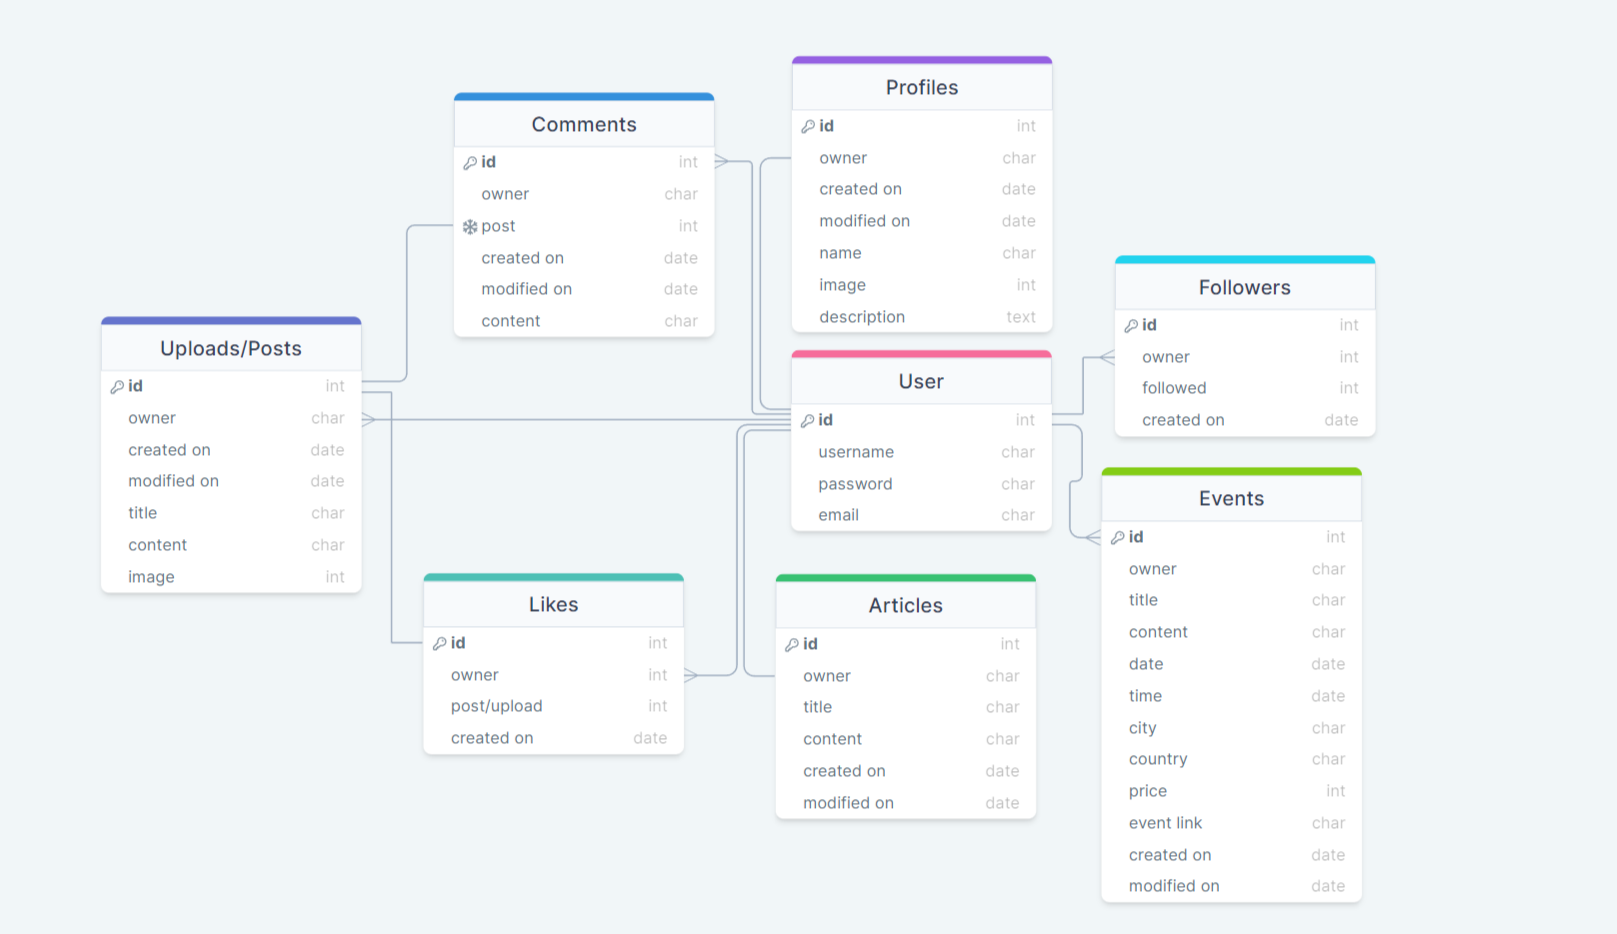 Uploads/Posts
id int
owner char
created on date
modified on date
title char
content char
image int
Comments
id int
owner char
post int
created on date
modified on date
content char
Likes
id int
owner int
post/upload int
created on date
Profiles
id int
owner char
created on date
modified on date
name char
image int
description text
User
id int
username char
password char
email char
Articles
id int
owner char
title char
content char
created on date
modified on date
Followers
id int
owner int
followed int
created on date
Events
id int
owner char
title char
content char
date date
time date
city char
country char
price int
event link char
created on date
modified on date